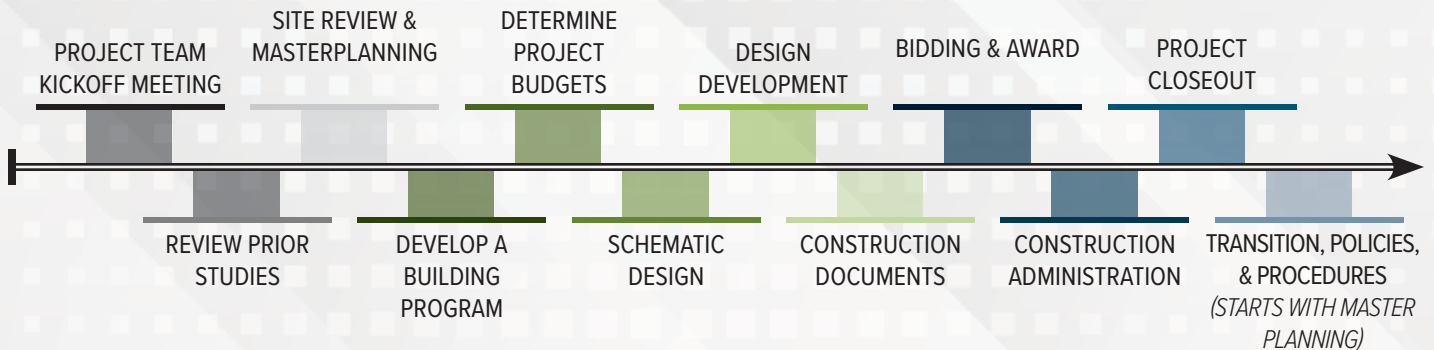 PROJECT TEAM
KICKOFF MEETING
SITE REVIEW &
MASTERPLANNING
DETERMINE
PROJECT
BUDGETS
DESIGN
DEVELOPMENT
BIDDING & AWARD
PROJECT
CLOSEOUT
REVIEW PRIOR
STUDIES
DEVELOP A
BUILDING
PROGRAM
SCHEMATIC
DESIGN
CONSTRUCTION
DOCUMENTS
CONSTRUCTION
ADMINISTRATION
TRANSITION, POLICIES,
& PROCEDURES
(STARTS WITH MASTER
PLANNING)